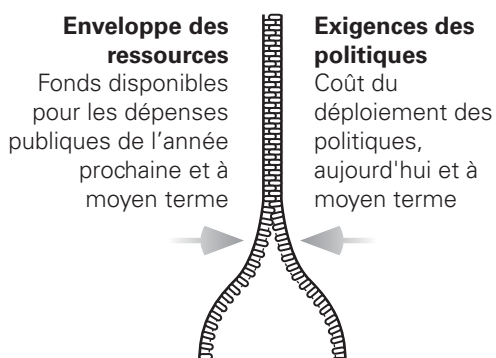 Enveloppe des
ressources
Fonds disponibles
pour les dépenses
publiques de l'année
prochaine et à
moyen terme
Exigences des
politiques
Coût du
déploiement des
politiques,
aujourd'hui et à
moyen terme